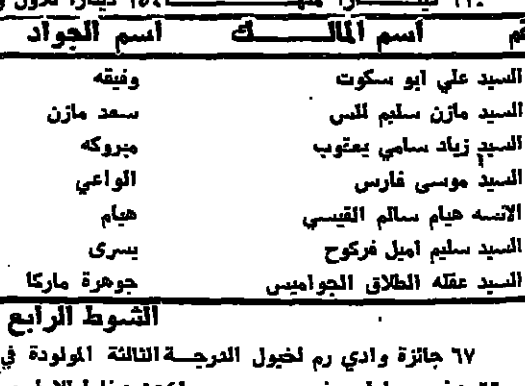 اسم المالك اسم الجواد
السيد علي ابو سكوت وفيقه
السيد مازن سليم للس سعد مازن
السيد زياد سامي يعقوب مبروكه
السيد موسى فارس الواعي
الانسه هيام سالم القيسي هيام
السيد سليم اميل فركوح يسرى
السيد عقله الطلاق الجواميس جوهرة ماركا
الشوط الرابع
٦٧ جائزة وادي رم لخيول الدرجة الثالثة المولودة في